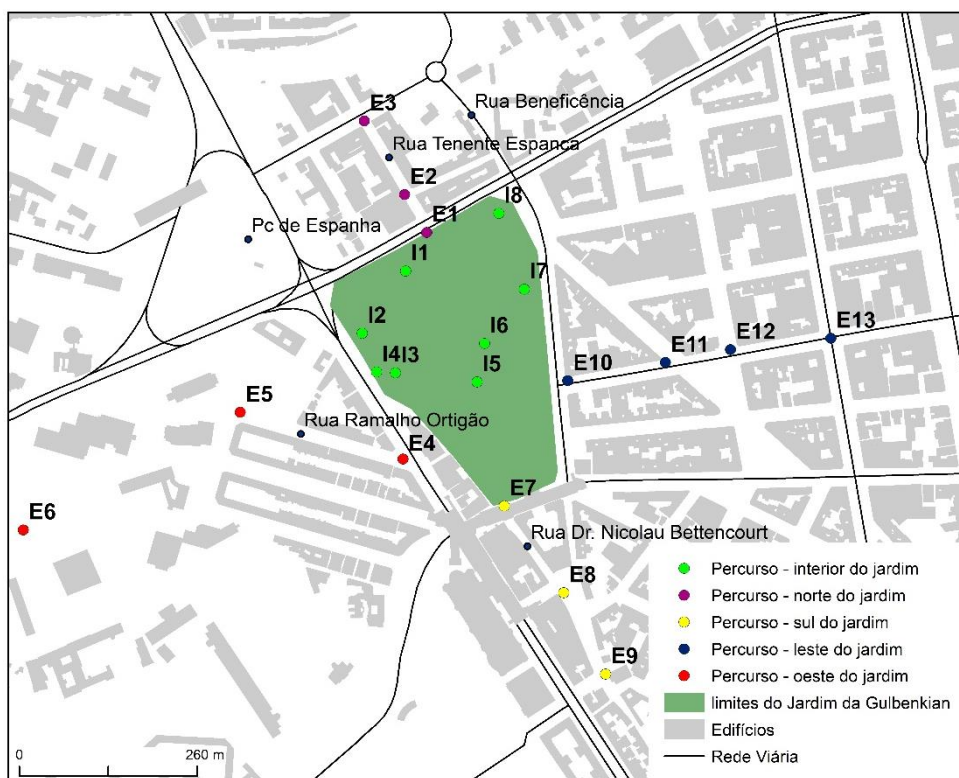 E3
Rua Beneficência
Rua Tenente Espanca
E2
I8
E1
Pc de Espanha
I1
I7
I2
I6
E13
E12
I4 I3
E11
E10
I5
E5
Rua Ramalho Ortigão
E4
E7
E6
Rua Dr. Nicolau Bettencourt
E8
E9
Percurso - interior do jardim
Percurso - norte do jardim
Percurso - sul do jardim
Percurso - leste do jardim
Percurso - oeste do jardim
limites do Jardim da Gulbenkian
Edifícios
Rede Viária
0 260 m